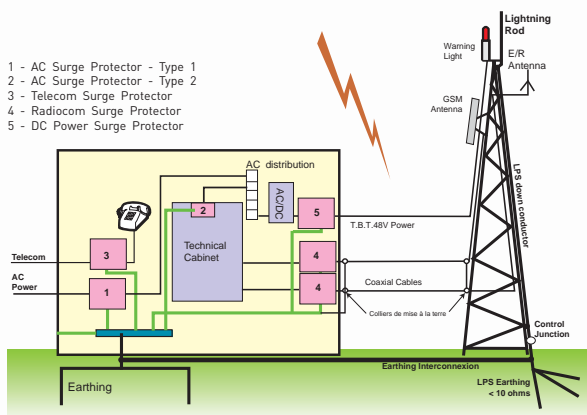 Lightning
Rod
Warning
Light
E/R
Antenna
1 - AC Surge Protector - Type 1
2 - AC Surge Protector - Type 2
3 - Telecom Surge Protector
4 - Radiocom Surge Protector
5 - DC Power Surge Protector
GSM
Antenna
LPS down conductor
AC distribution
AC/DC
2
5
T.B.T.48V Power
Technical
Cabinet
Telecom
3
4
AC
Power
1
4
Coaxial Cables
Colliers de mise à la terre
Control
Junction
Earthing Interconnexion
Earthing
LPS Earthing
< 10 ohms